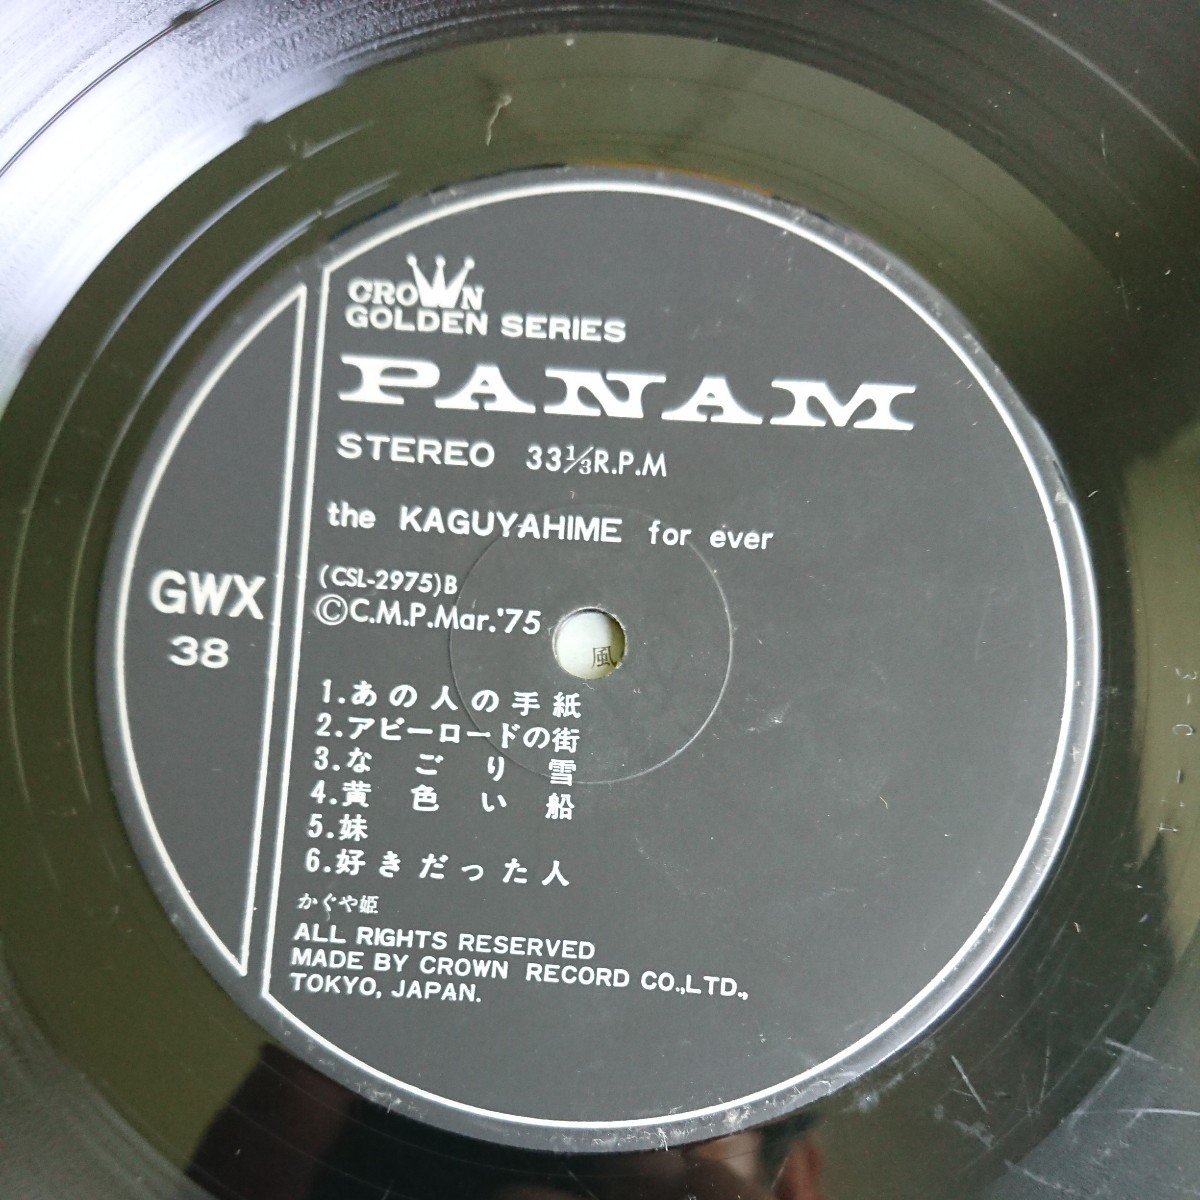 CROWN
GOLDEN SERIES
PANAM
STEREO 33⅓R.P.M
the KAGUYAHIME for ever
(CSL-2975)B
©C.M.P.Mar.'75
GWX
38
風
1.あの人の手紙
2.アビーロードの街
3.なごり雪
4.黄色い船
5.妹
6.好きだった人
かぐや姫
ALL RIGHTS RESERVED
MADE BY CROWN RECORD CO.,LTD.,
TOKYO, JAPAN.